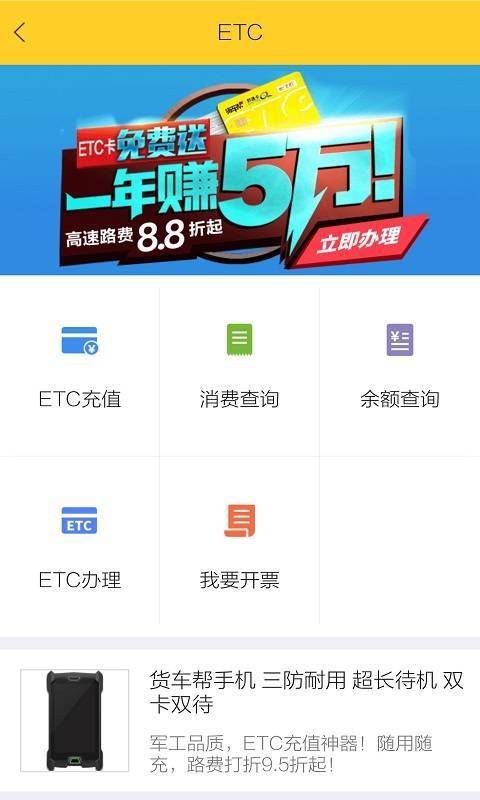 ETC
ETC卡免费送
一年赚5万!
高速路费8.8折起
立即办理
ETC充值
消费查询
余额查询
ETC
ETC办理
我要开票
货车帮手机 三防耐用 超长待机 双
卡双待
军工品质，ETC充值神器！随用随
充，路费打折9.5折起！